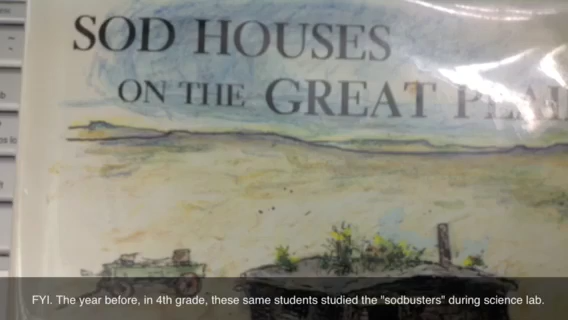 SOD HOUSES
ON THE GREAT PLAI
FYI. The year before, in 4th grade, these same students studied the "sodbusters" during science lab.